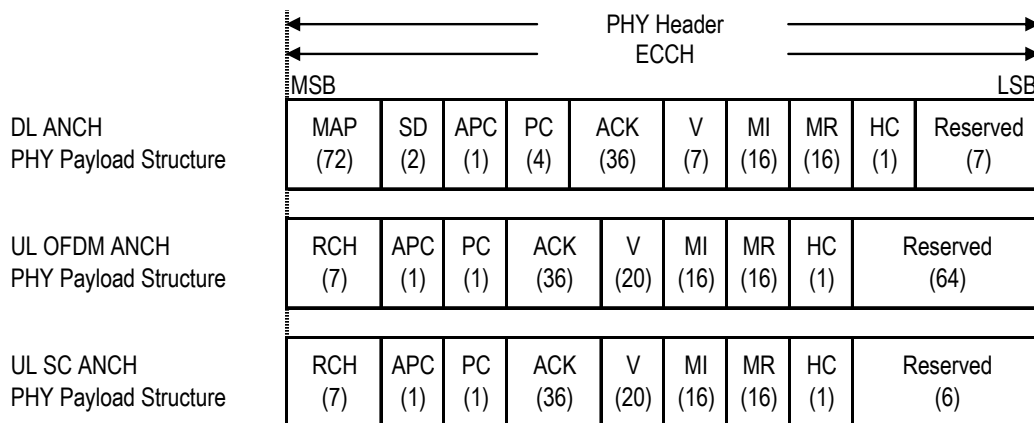 PHY Header
ECCH
MSB LSB
DL ANCH
PHY Payload Structure
MAP (72) SD (2) APC (1) PC (4) ACK (36) V (7) MI (16) MR (16) HC (1) Reserved (7)
UL OFDM ANCH
PHY Payload Structure
RCH (7) APC (1) PC (1) ACK (36) V (20) MI (16) MR (16) HC (1) Reserved (64)
UL SC ANCH
PHY Payload Structure
RCH (7) APC (1) PC (1) ACK (36) V (20) MI (16) MR (16) HC (1) Reserved (6)